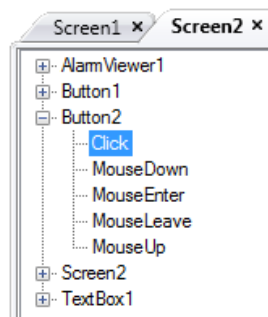 Screen1 × Screen2 ×
AlarmViewer1
Button1
Button2
Click
MouseDown
MouseEnter
MouseLeave
MouseUp
Screen2
TextBox1